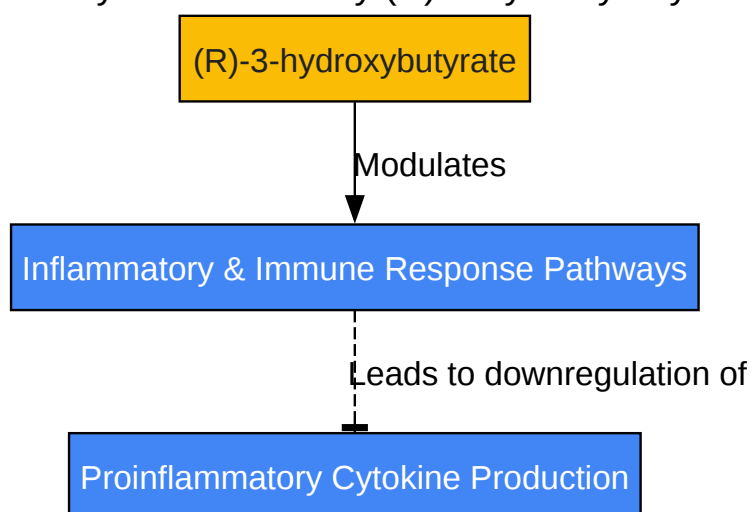 (R)-3-hydroxybutyrate
Modulates
Inflammatory & Immune Response Pathways
Leads to downregulation of
Proinflammatory Cytokine Production